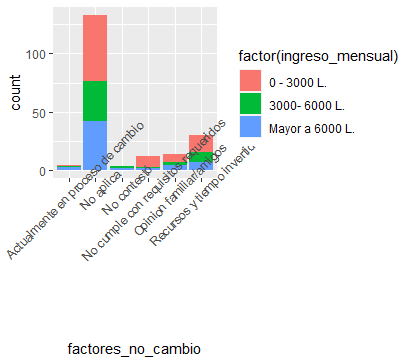 100
50
0
count
factor(ingreso_mensual)
0 - 3000 L.
3000- 6000 L.
Mayor a 6000 L.
Actualmente en proceso de cambio
No aplica
No contesto
No cumple con requisitos requeridos
Opinion familiar/amigos
Recursos y tiempo
factores_no_cambio